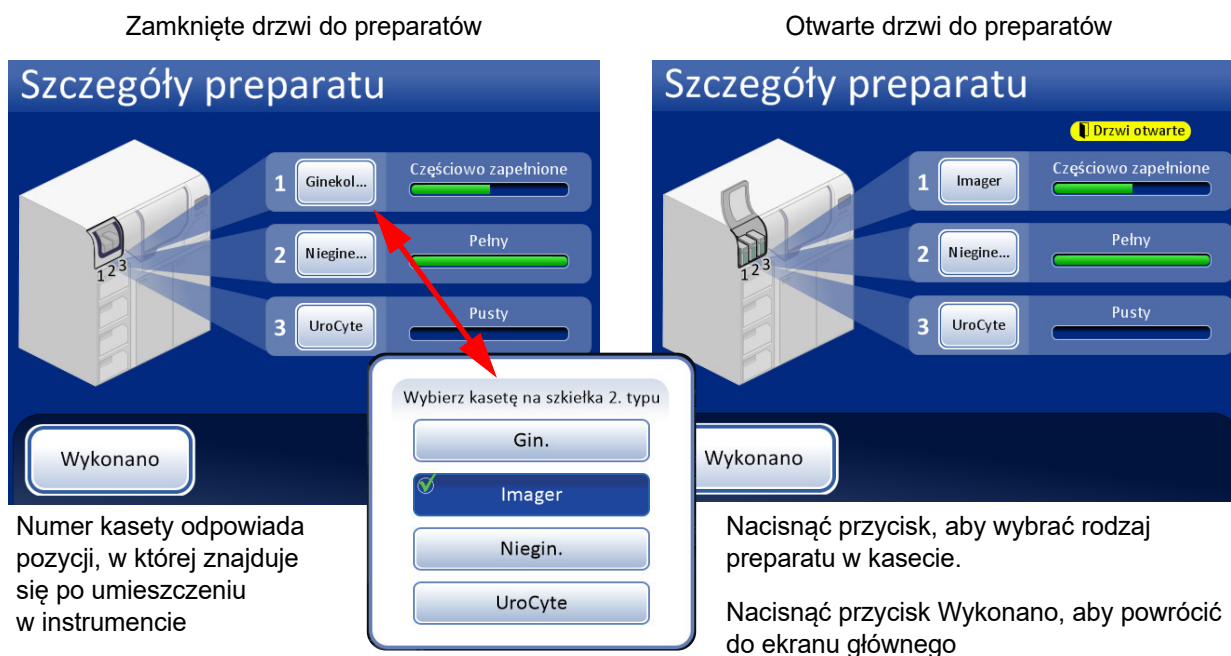 Zamknięte drzwi do preparatów
Szczegóły preparatu
1 Ginekol... Częściowo zapełnione
2 Niegine... Pełny
3 UroCyte Pusty
1 2 3
Wykonano
Numer kasety odpowiada
pozycji, w której znajduje
się po umieszczeniu
w instrumencie
Wybierz kasetę na szkiełka 2. typu
Gin.
Imager
Niegin.
UroCyte
Otwarte drzwi do preparatów
Szczegóły preparatu
Drzwi otwarte
1 Imager Częściowo zapełnione
2 Niegine... Pełny
3 UroCyte Pusty
1 2 3
Wykonano
Nacisnąć przycisk, aby wybrać rodzaj
preparatu w kasecie.
Nacisnąć przycisk Wykonano, aby powrócić
do ekranu głównego